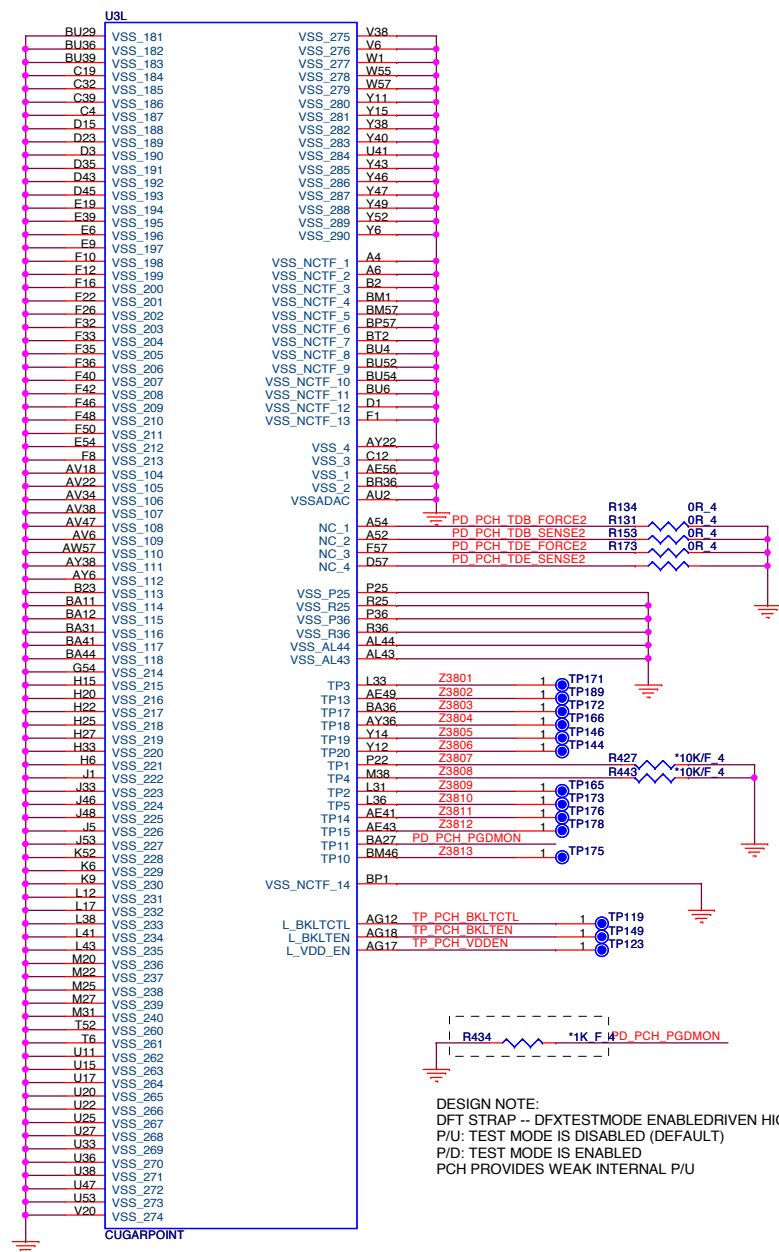 U3L
BU29 VSS_181
BU36 VSS_182
BU39 VSS_183
C19 VSS_184
C32 VSS_185
C39 VSS_186
C4 VSS_187
D15 VSS_188
D23 VSS_189
D3 VSS_190
D35 VSS_191
D43 VSS_192
D45 VSS_193
E19 VSS_194
E39 VSS_195
E6 VSS_196
E9 VSS_197
F10 VSS_198
F12 VSS_199
F16 VSS_200
F22 VSS_201
F26 VSS_202
F32 VSS_203
F33 VSS_204
F35 VSS_205
F36 VSS_206
F40 VSS_207
F42 VSS_208
F46 VSS_209
F48 VSS_210
F50 VSS_211
E54 VSS_212
F8 VSS_213
AV18 VSS_104
AV22 VSS_105
AV34 VSS_106
AV38 VSS_107
AV47 VSS_108
AV6 VSS_109
AW57 VSS_110
AY38 VSS_111
AY6 VSS_112
B23 VSS_113
BA11 VSS_114
BA12 VSS_115
BA31 VSS_116
BA41 VSS_117
BA44 VSS_118
G54 VSS_214
H15 VSS_215
H20 VSS_216
H22 VSS_217
H25 VSS_218
H27 VSS_219
H33 VSS_220
H6 VSS_221
J1 VSS_222
J33 VSS_223
J46 VSS_224
J48 VSS_225
J5 VSS_226
J53 VSS_227
K52 VSS_228
K6 VSS_229
K9 VSS_230
L12 VSS_231
L17 VSS_232
L38 VSS_233
L41 VSS_234
L43 VSS_235
M20 VSS_236
M22 VSS_237
M25 VSS_238
M27 VSS_239
M31 VSS_240
T52 VSS_260
T6 VSS_261
U11 VSS_262
U15 VSS_263
U17 VSS_264
U20 VSS_265
U22 VSS_266
U25 VSS_267
U27 VSS_268
U33 VSS_269
U36 VSS_270
U38 VSS_271
U47 VSS_272
U53 VSS_273
V20 VSS_274
CUGARPOINT
VSS_275 V38
VSS_276 V6
VSS_277 W1
VSS_278 W55
VSS_279 W57
VSS_280 Y11
VSS_281 Y15
VSS_282 Y38
VSS_283 Y40
VSS_284 U41
VSS_285 Y43
VSS_286 Y46
VSS_287 Y47
VSS_288 Y49
VSS_289 Y52
VSS_290 Y6
VSS_NCTF_1 A4
VSS_NCTF_2 A6
VSS_NCTF_3 B2
VSS_NCTF_4 BM1
VSS_NCTF_5 BM57
VSS_NCTF_6 BP57
VSS_NCTF_7 BT2
VSS_NCTF_8 BU4
VSS_NCTF_9 BU52
VSS_NCTF_10 BU54
VSS_NCTF_11 BU6
VSS_NCTF_12 D1
VSS_NCTF_13 F1
VSS_4 AY22
VSS_3 C12
VSS_1 AE56
VSS_2 BR36
VSSADAC AU2
R134 0R_4
NC_1 A54 PD_PCH_TDB_FORCE2 R131 0R_4
NC_2 A52 PD_PCH_TDB_SENSE2 R153 0R_4
NC_3 F57 PD_PCH_TDE_FORCE2 R173 0R_4
NC_4 D57 PD_PCH_TDE_SENSE2
VSS_P25 P25
VSS_R25 R25
VSS_P36 P36
VSS_R36 R36
VSS_AL44 AL44
VSS_AL43 AL43
TP3 L33 Z3801 1 TP171
TP13 AE49 Z3802 1 TP189
TP17 BA36 Z3803 1 TP172
TP18 AY36 Z3804 1 TP166
TP19 Y14 Z3805 1 TP146
TP20 Y12 Z3806 1 TP144
TP1 P22 Z3807 R427 *10K/F_4
TP4 M38 Z3808 R443 *10K/F_4
TP2 L31 Z3809 1 TP165
TP5 L36 Z3810 1 TP173
TP14 AE41 Z3811 1 TP176
TP15 AE43 Z3812 1 TP178
TP11 BA27 PD_PCH_PGDMON
TP10 BM46 Z3813 1 TP175
VSS_NCTF_14 BP1
L_BKLTCTL AG12 TP_PCH_BKLTCTL 1 TP119
L_BKLTEN AG18 TP_PCH_BKLTEN 1 TP149
L_VDD_EN AG17 TP_PCH_VDDEN 1 TP123
R434 *1K_F_4 PD_PCH_PGDMON
DESIGN NOTE:
DFT STRAP -- DFXTESTMODE ENABLEDRIVEN
P/U: TEST MODE IS DISABLED (DEFAULT)
P/D: TEST MODE IS ENABLED
PCH PROVIDES WEAK INTERNAL P/U